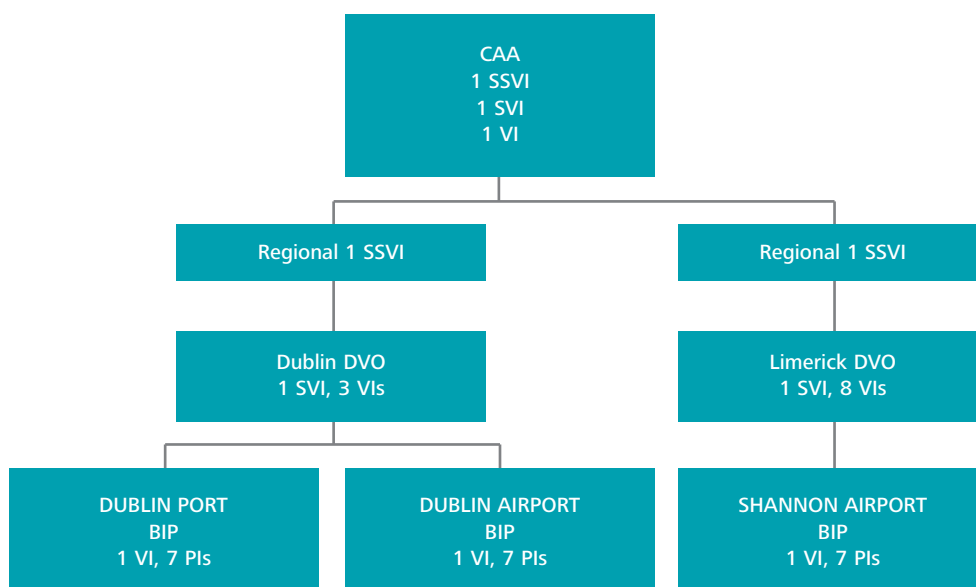 CAA
1 SSVI
1 SVI
1 VI
Regional 1 SSVI
Regional 1 SSVI
Dublin DVO
1 SVI, 3 VIs
Limerick DVO
1 SVI, 8 VIs
DUBLIN PORT
BIP
1 VI, 7 PIs
DUBLIN AIRPORT
BIP
1 VI, 7 PIs
SHANNON AIRPORT
BIP
1 VI, 7 PIs